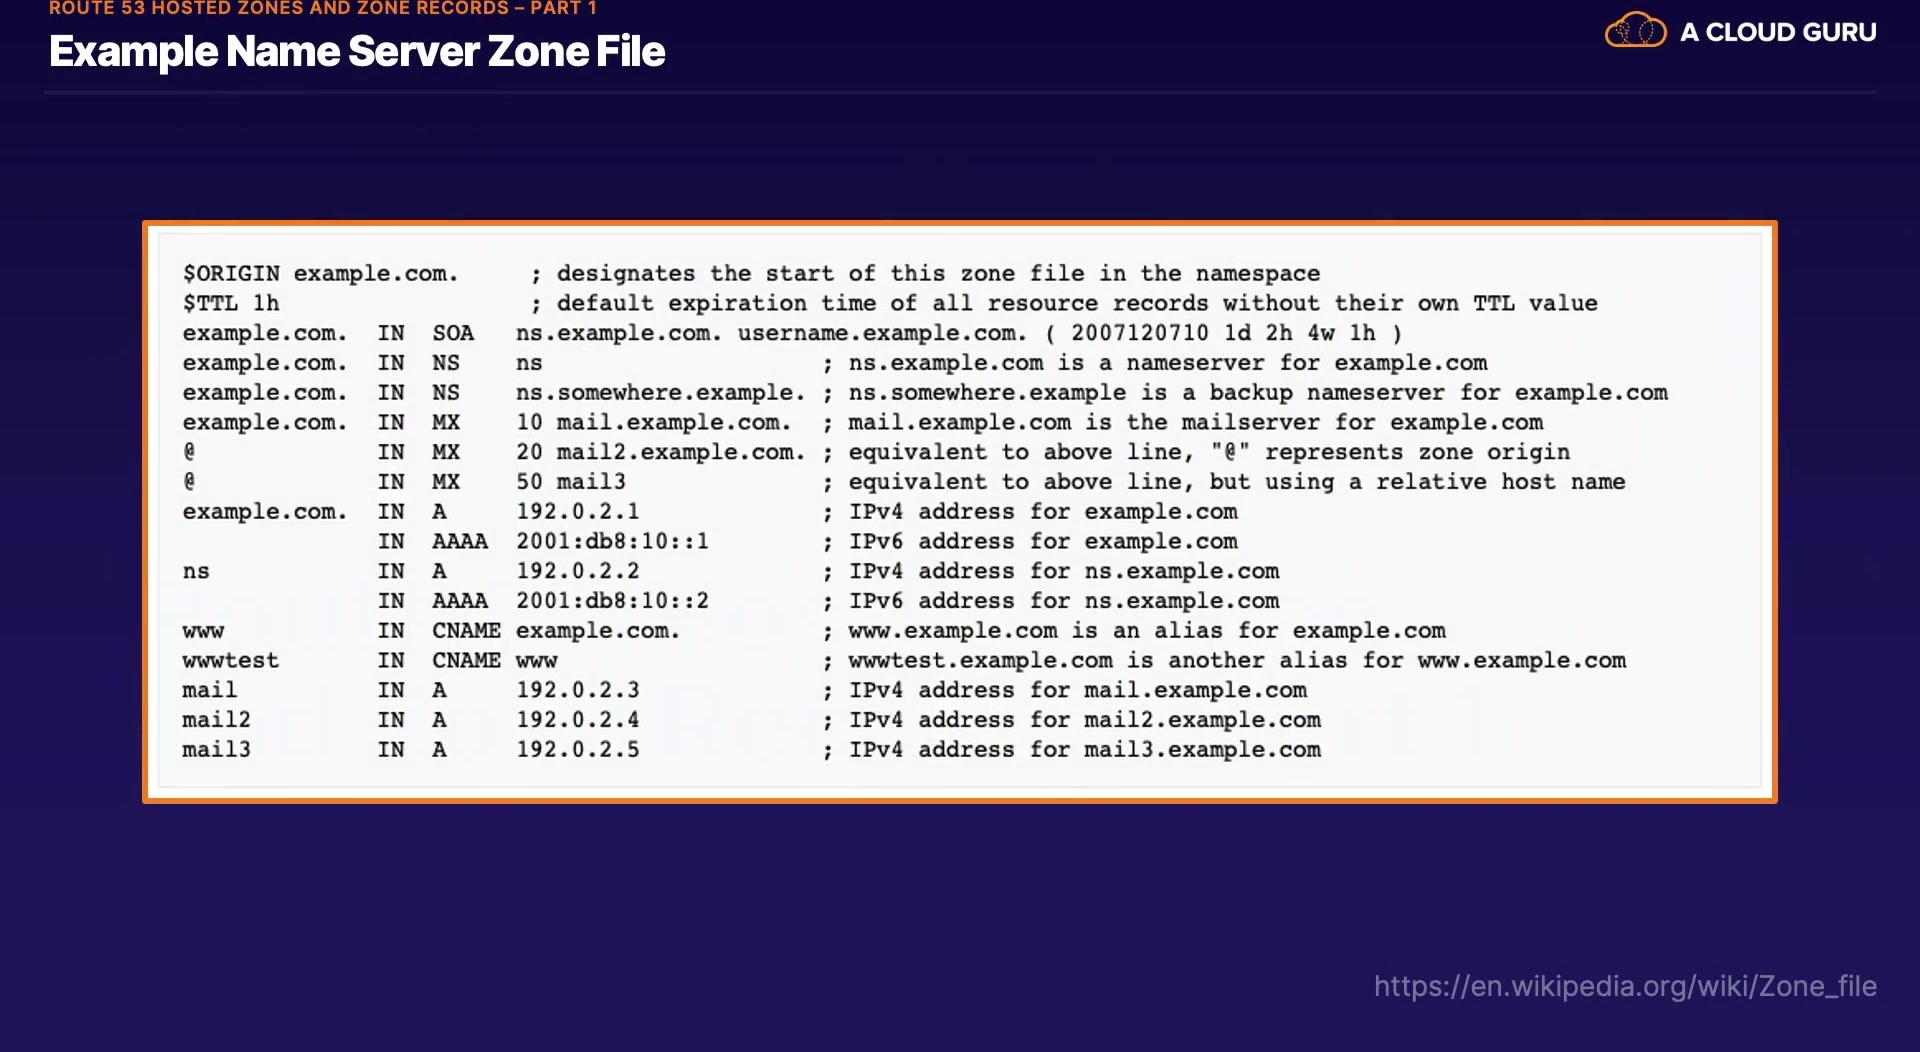 ROUTE 53 HOSTED ZONES AND ZONE RECORDS – PART 1
Example Name Server Zone File
A CLOUD GURU
$ORIGIN example.com.     ; designates the start of this zone file in the namespace
$TTL 1h                  ; default expiration time of all resource records without their own TTL value
example.com.  IN  SOA   ns.example.com. username.example.com. ( 2007120710 1d 2h 4w 1h )
example.com.  IN  NS    ns                    ; ns.example.com is a nameserver for example.com
example.com.  IN  NS    ns.somewhere.example. ; ns.somewhere.example is a backup nameserver for example.com
example.com.  IN  MX    10 mail.example.com.  ; mail.example.com is the mailserver for example.com
@             IN  MX    20 mail2.example.com. ; equivalent to above line, "@" represents zone origin
@             IN  MX    50 mail3              ; equivalent to above line, but using a relative host name
example.com.  IN  A     192.0.2.1             ; IPv4 address for example.com
              IN  AAAA  2001:db8:10::1        ; IPv6 address for example.com
ns            IN  A     192.0.2.2             ; IPv4 address for ns.example.com
              IN  AAAA  2001:db8:10::2        ; IPv6 address for ns.example.com
www           IN  CNAME example.com.          ; www.example.com is an alias for example.com
wwwtest       IN  CNAME www                   ; wwwtest.example.com is another alias for www.example.com
mail          IN  A     192.0.2.3             ; IPv4 address for mail.example.com
mail2         IN  A     192.0.2.4             ; IPv4 address for mail2.example.com
mail3         IN  A     192.0.2.5             ; IPv4 address for mail3.example.com
https://en.wikipedia.org/wiki/Zone_file